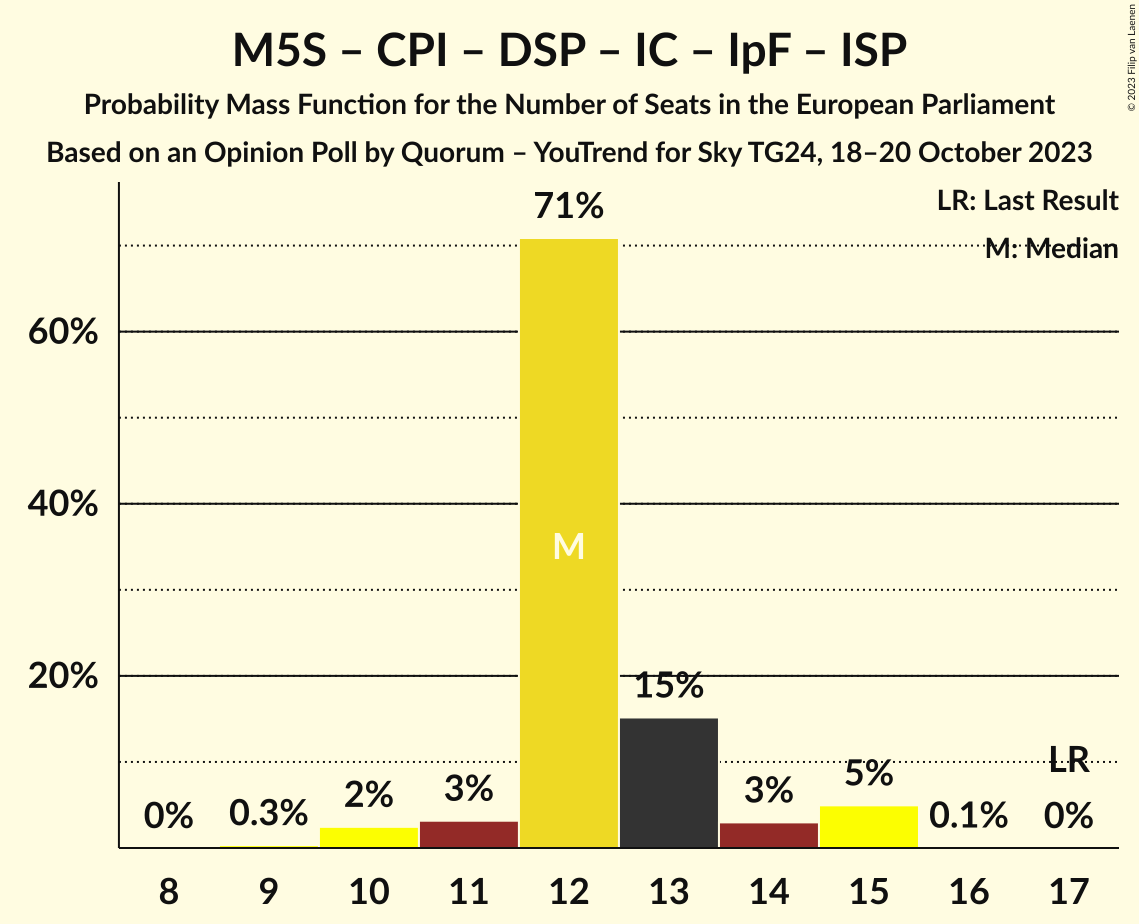 M5S – CPI – DSP – IC – IpF – ISP
Probability Mass Function for the Number of Seats in the European Parliament
Based on an Opinion Poll by Quorum – YouTrend for Sky TG24, 18–20 October 2023
© 2023 Filip van Laenen
LR: Last Result
M: Median
71%
60%
40%
M
20%
15%
0%
0.3%
2%
3%
3%
5%
0.1%
LR
0%
8 9 10 11 12 13 14 15 16 17